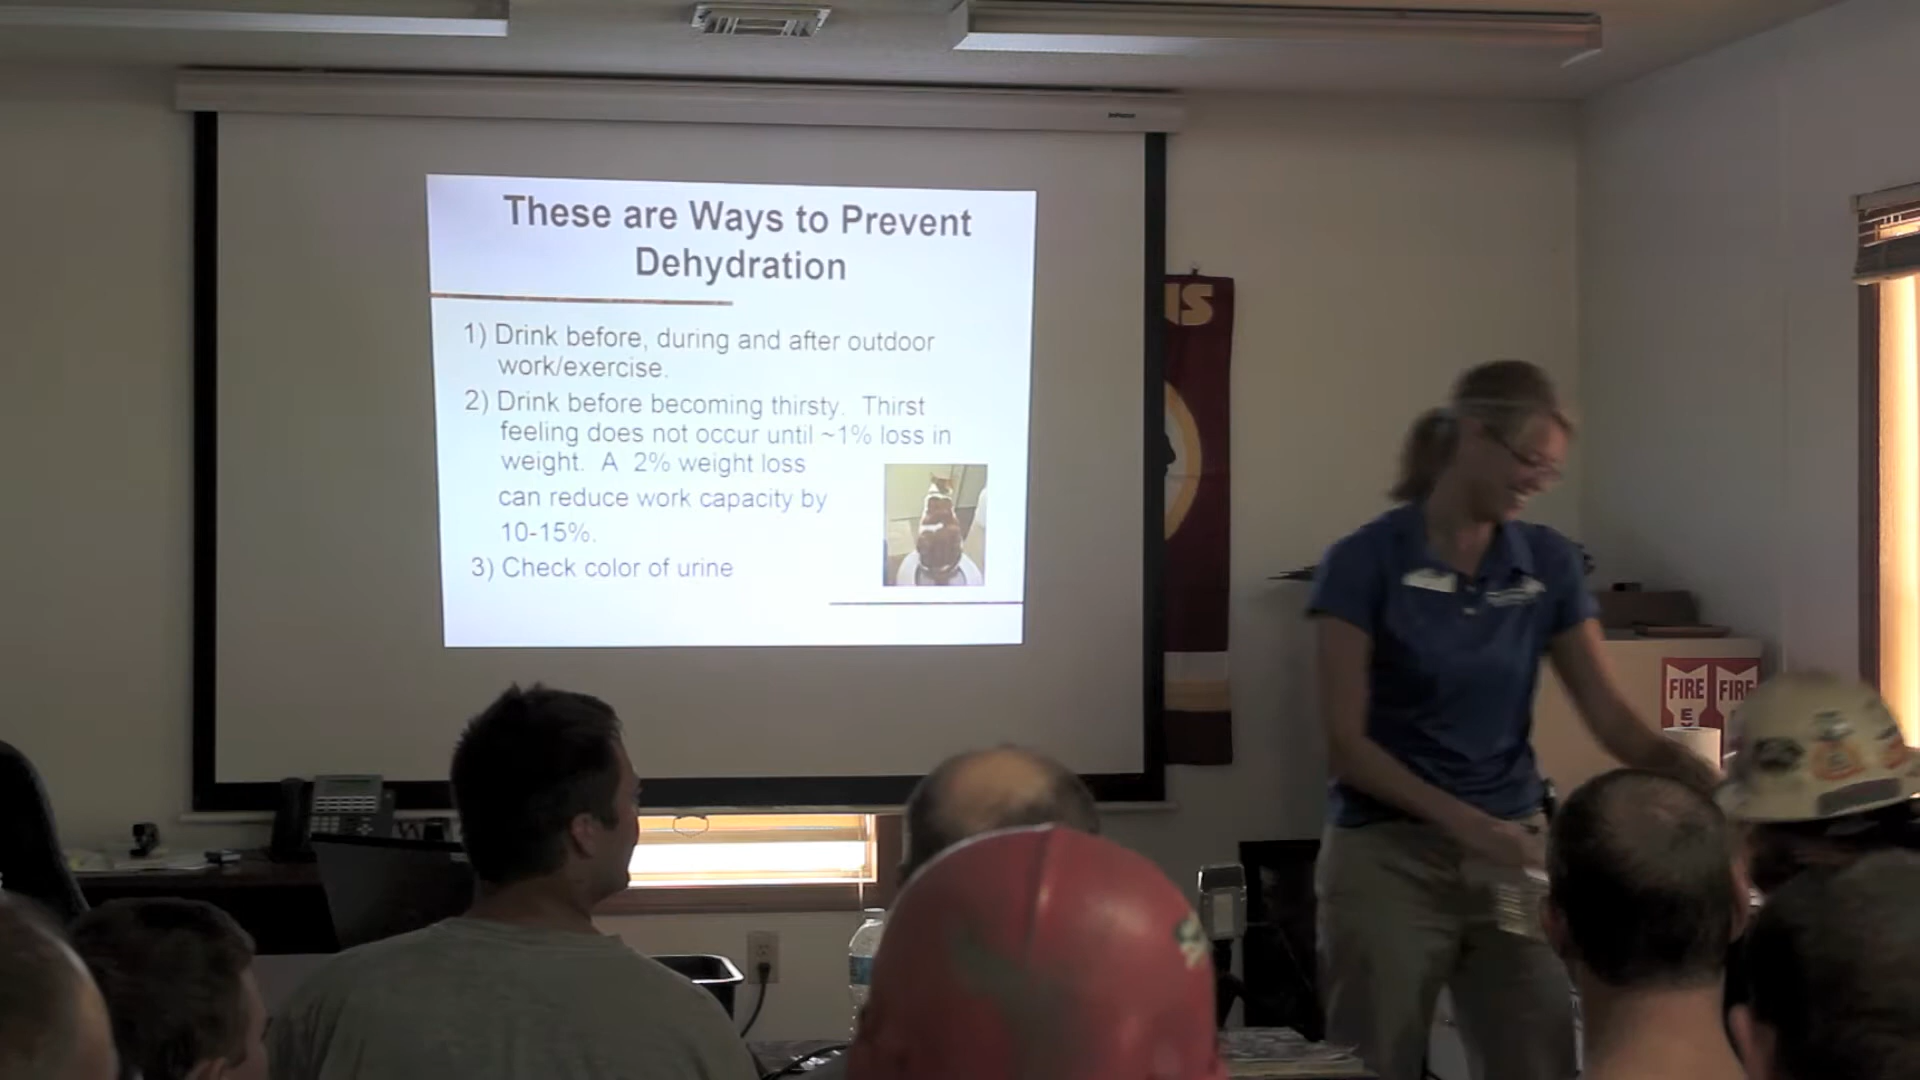 These are Ways to Prevent
Dehydration
1) Drink before, during and after outdoor
work/exercise.
2) Drink before becoming thirsty. Thirst
feeling does not occur until ~1% loss in
weight. A 2% weight loss
can reduce work capacity by
10-15%.
3) Check color of urine
NS
FIRE
FIRE
E